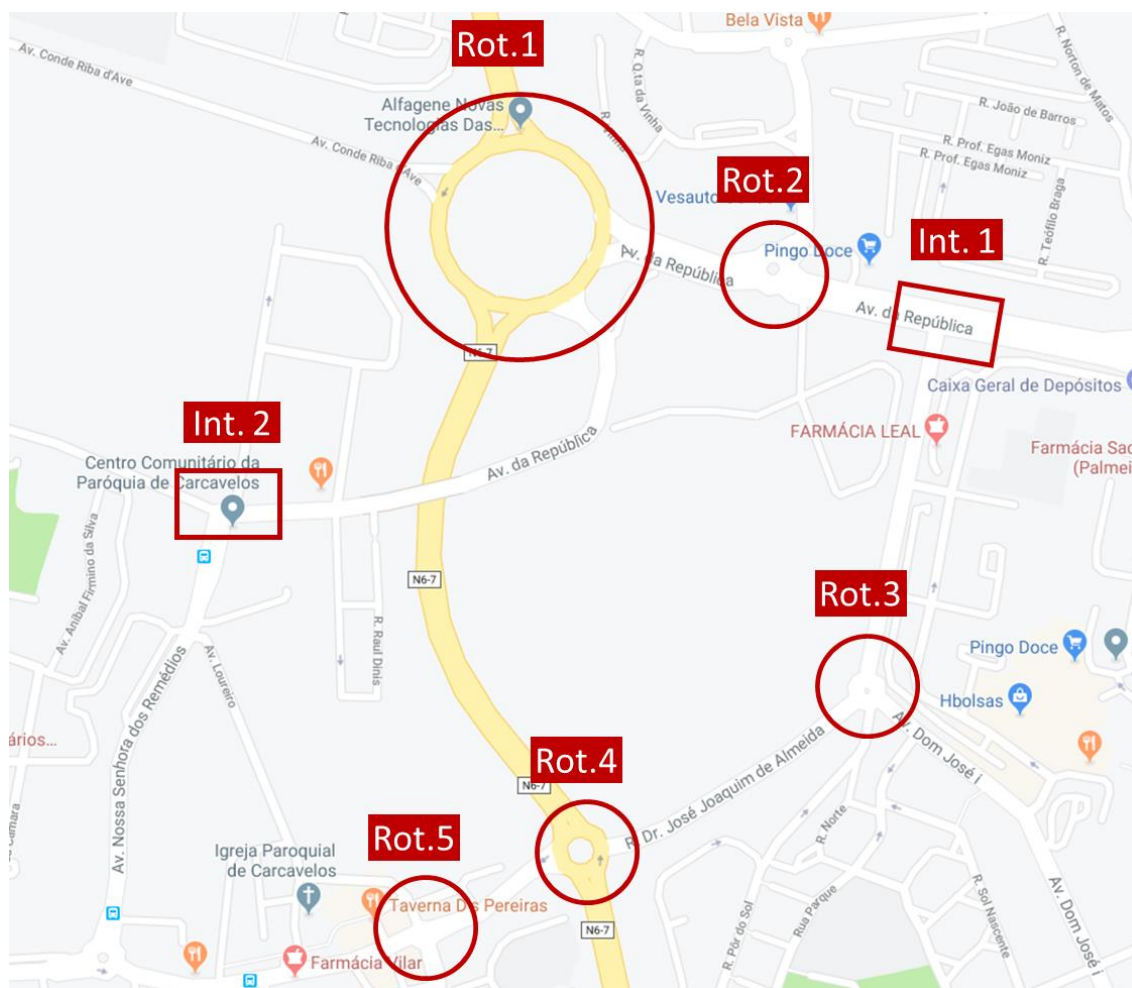 Bela Vista
Rot.1
Av. Conde Riba d'Ave
R. Q.ta da Vinha
R. Norton de Matos
Alfagene Novas
Tecnologias Das...
R. João de Barros
Av. Conde Riba d'Ave
R. Vinha
R. Prof. Egas Moniz
R. Prof. Egas Moniz
Rot.2
Vesauto
R. Teófilo Braga
Pingo Doce
Int. 1
Av. da República
Av. da República
N6-7
Caixa Geral de Depósitos
Int. 2
FARMÁCIA LEAL
Av. da República
Farmácia Sac
(Palmei
Centro Comunitário da
Paróquia de Carcavelos
Av. Aníbal Firmino da Silva
N6-7
Rot.3
R. Raul Dinis
Av. Loureiro
Pingo Doce
Hbolsas
Av. Nossa Senhora dos Remédios
ários...
Av. Dom José I
Rot.4
N6-7
R. Dr. José Joaquim de Almeida
Rot.5
R. Norte
Igreja Paroquial
de Carcavelos
Taverna D's Pereiras
Rua Parque
R. Sol Nascente
Av. Dom José I
R. Pôr do Sol
N6-7
Farmácia Vilar